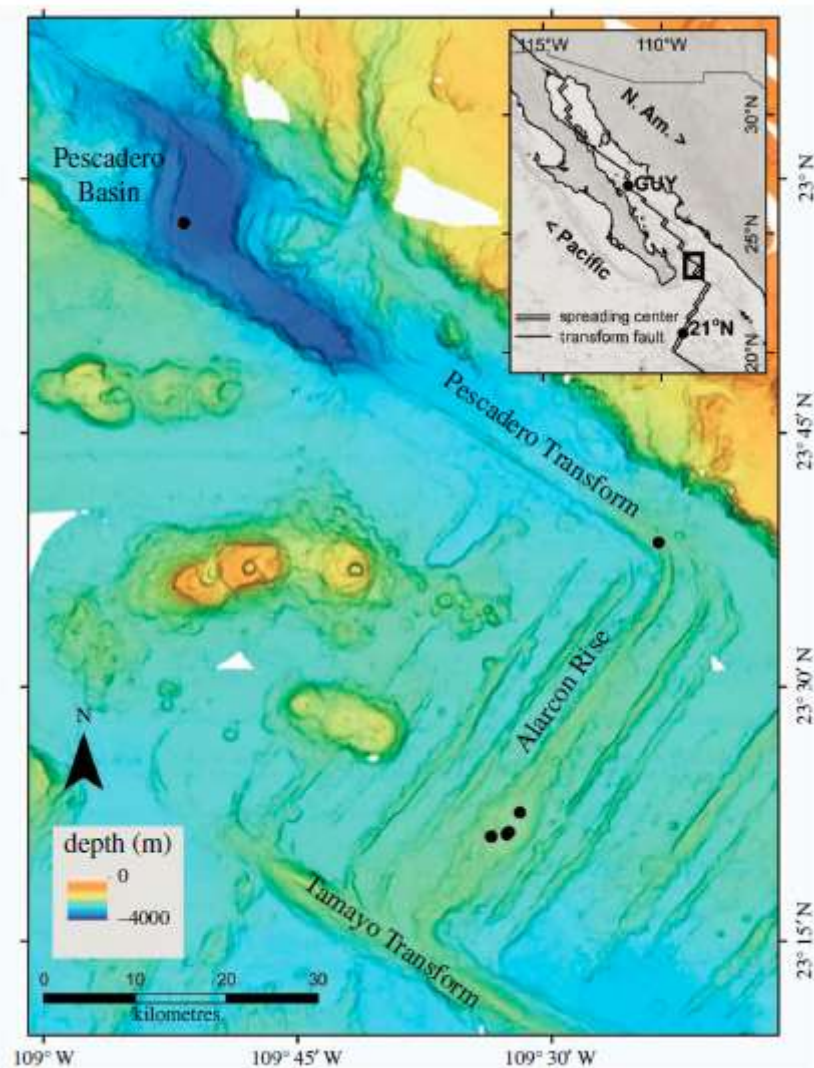 115°W 110°W
N. Am. >
30°N
GUY
25°N
< Pacific
spreading center
transform fault
21°N
20°N
Pescadero
Basin
23° N
Pescadero Transform
23° 45' N
Alarcon Rise
23° 30' N
N
depth (m)
0
–4000
Tamayo Transform
23° 15' N
0 10 20 30
kilometres
109° W 109° 45' W 109° 30' W